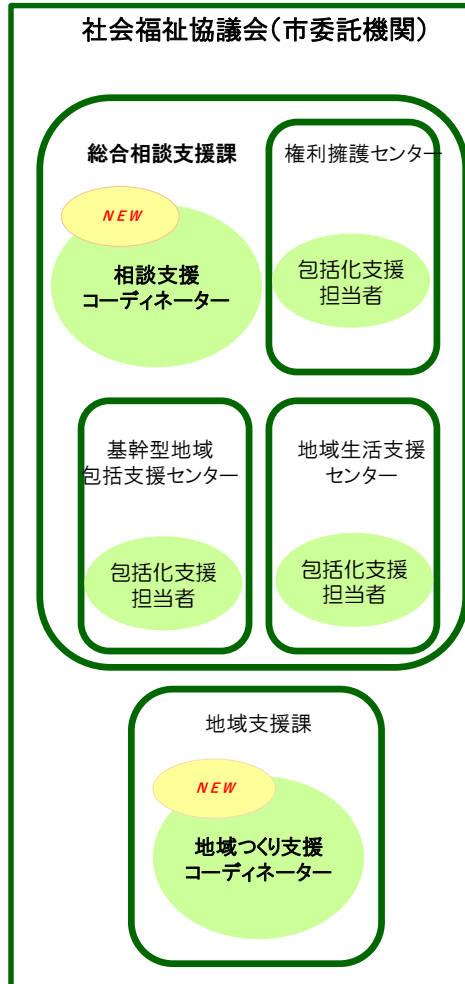 社会福祉協議会(市委託機関)
総合相談支援課
NEW
相談支援
コーディネーター
権利擁護センター
包括化支援
担当者
基幹型地域
包括支援センター
包括化支援
担当者
地域生活支援
センター
包括化支援
担当者
地域支援課
NEW
地域つくり支援
コーディネーター